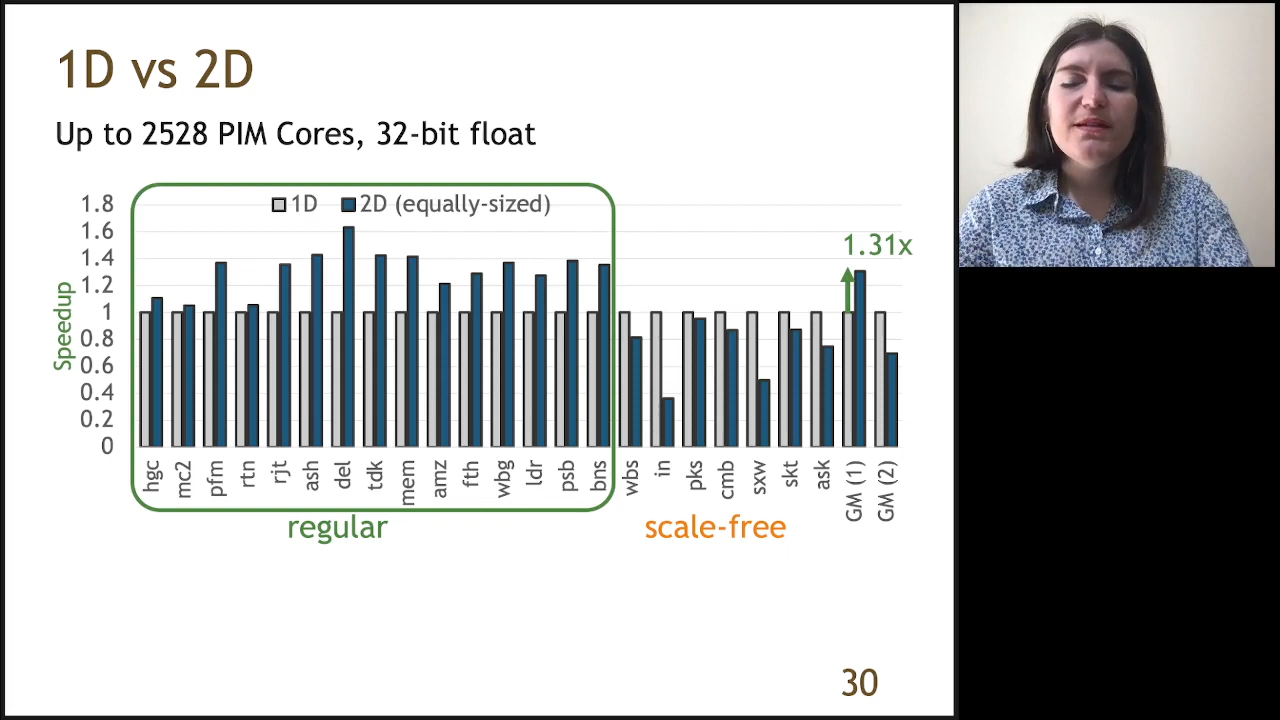 1D vs 2D
Up to 2528 PIM Cores, 32-bit float
1D 2D (equally-sized)
1.31x
Speedup
1.8
1.6
1.4
1.2
1
0.8
0.6
0.4
0.2
0
hgc mc2 pfm rtn rjt ash del tdk mem amz fth wbg ldr psb bns wbs in pks cmb sxw skt ask GM (1) GM (2)
regular scale-free
30